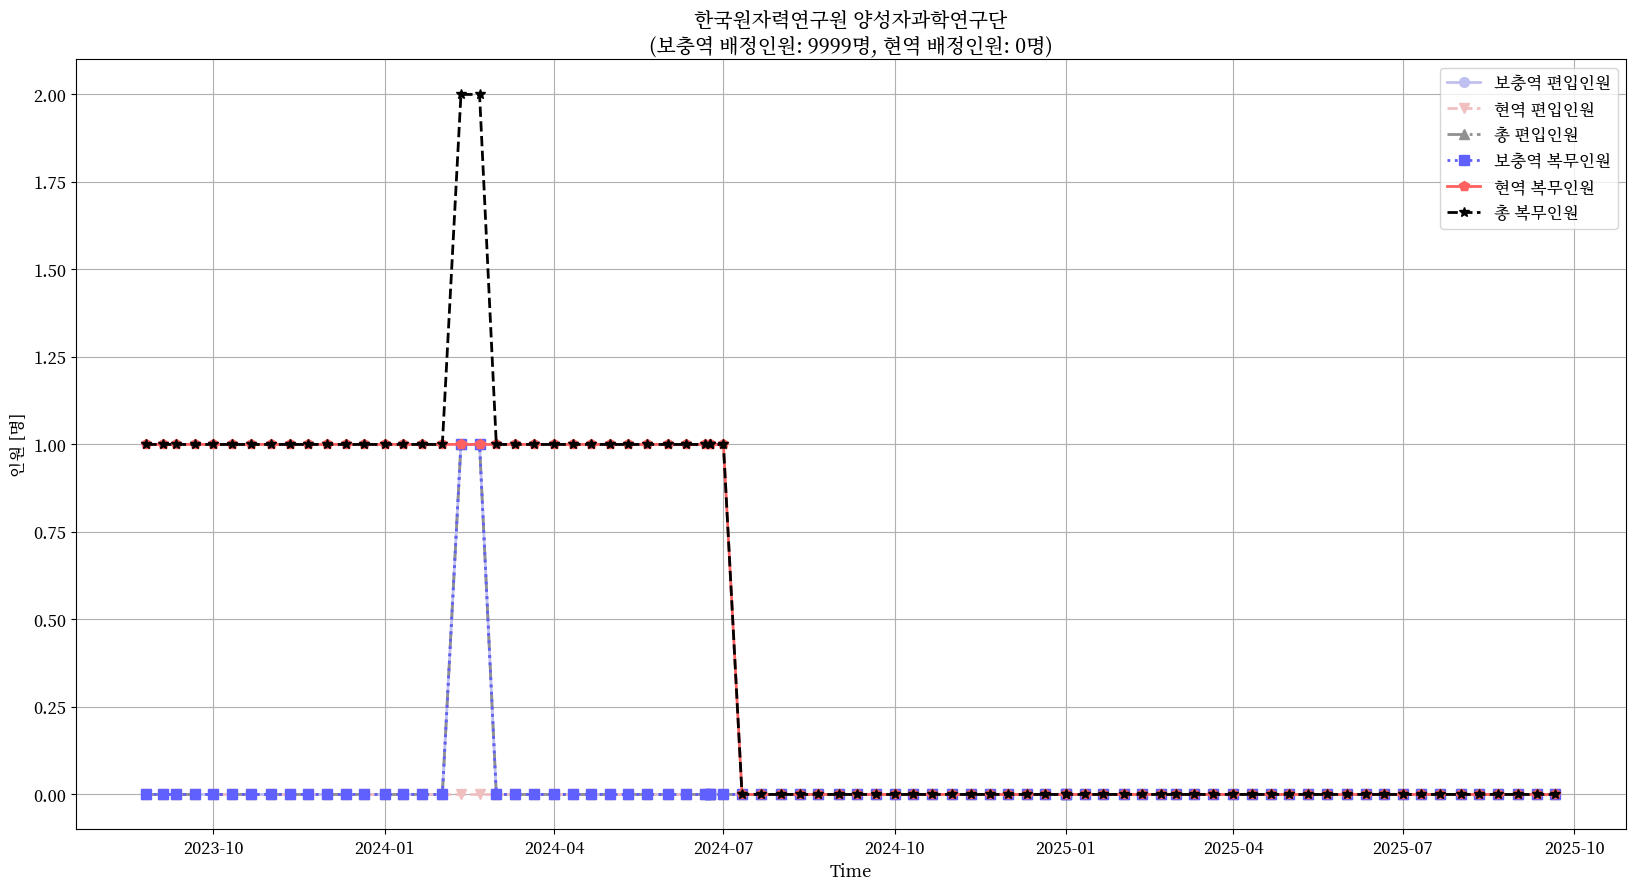 한국원자력연구원 양성자과학연구단
(보충역 배정인원: 9999명, 현역 배정인원: 0명)
보충역 편입인원
현역 편입인원
총 편입인원
보충역 복무인원
현역 복무인원
총 복무인원
2.00
1.75
1.50
1.25
1.00
0.75
0.50
0.25
0.00
인원 [명]
2023-10
2024-01
2024-04
2024-07
2024-10
2025-01
2025-04
2025-07
2025-10
Time